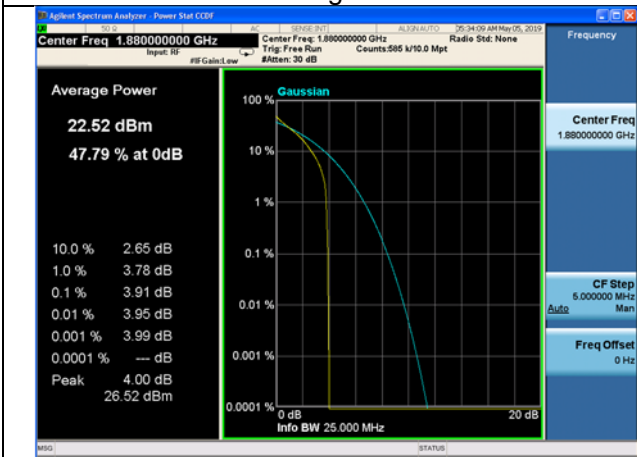 Agilent Spectrum Analyzer - Power Stat CCDF
50 Ω AC SENSE:INT ALIGN AUTO 05:34:09 AM May 05, 2019
Center Freq 1.880000000 GHz
Input: RF
#IFGain:Low
Center Freq: 1.880000000 GHz
Trig: Free Run Counts:585 k/10.0 Mpt
#Atten: 30 dB
Radio Std: None
Frequency
Average Power
22.52 dBm
47.79 % at 0dB
10.0 % 2.65 dB
1.0 % 3.78 dB
0.1 % 3.91 dB
0.01 % 3.95 dB
0.001 % 3.99 dB
0.0001 % --- dB
Peak 4.00 dB
26.52 dBm
Gaussian
100 %
10 %
1 %
0.1 %
0.01 %
0.001 %
0.0001 %
0 dB 20 dB
Info BW 25.000 MHz
Center Freq
1.880000000 GHz
CF Step
5.000000 MHz
Auto Man
Freq Offset
0 Hz
MSG STATUS